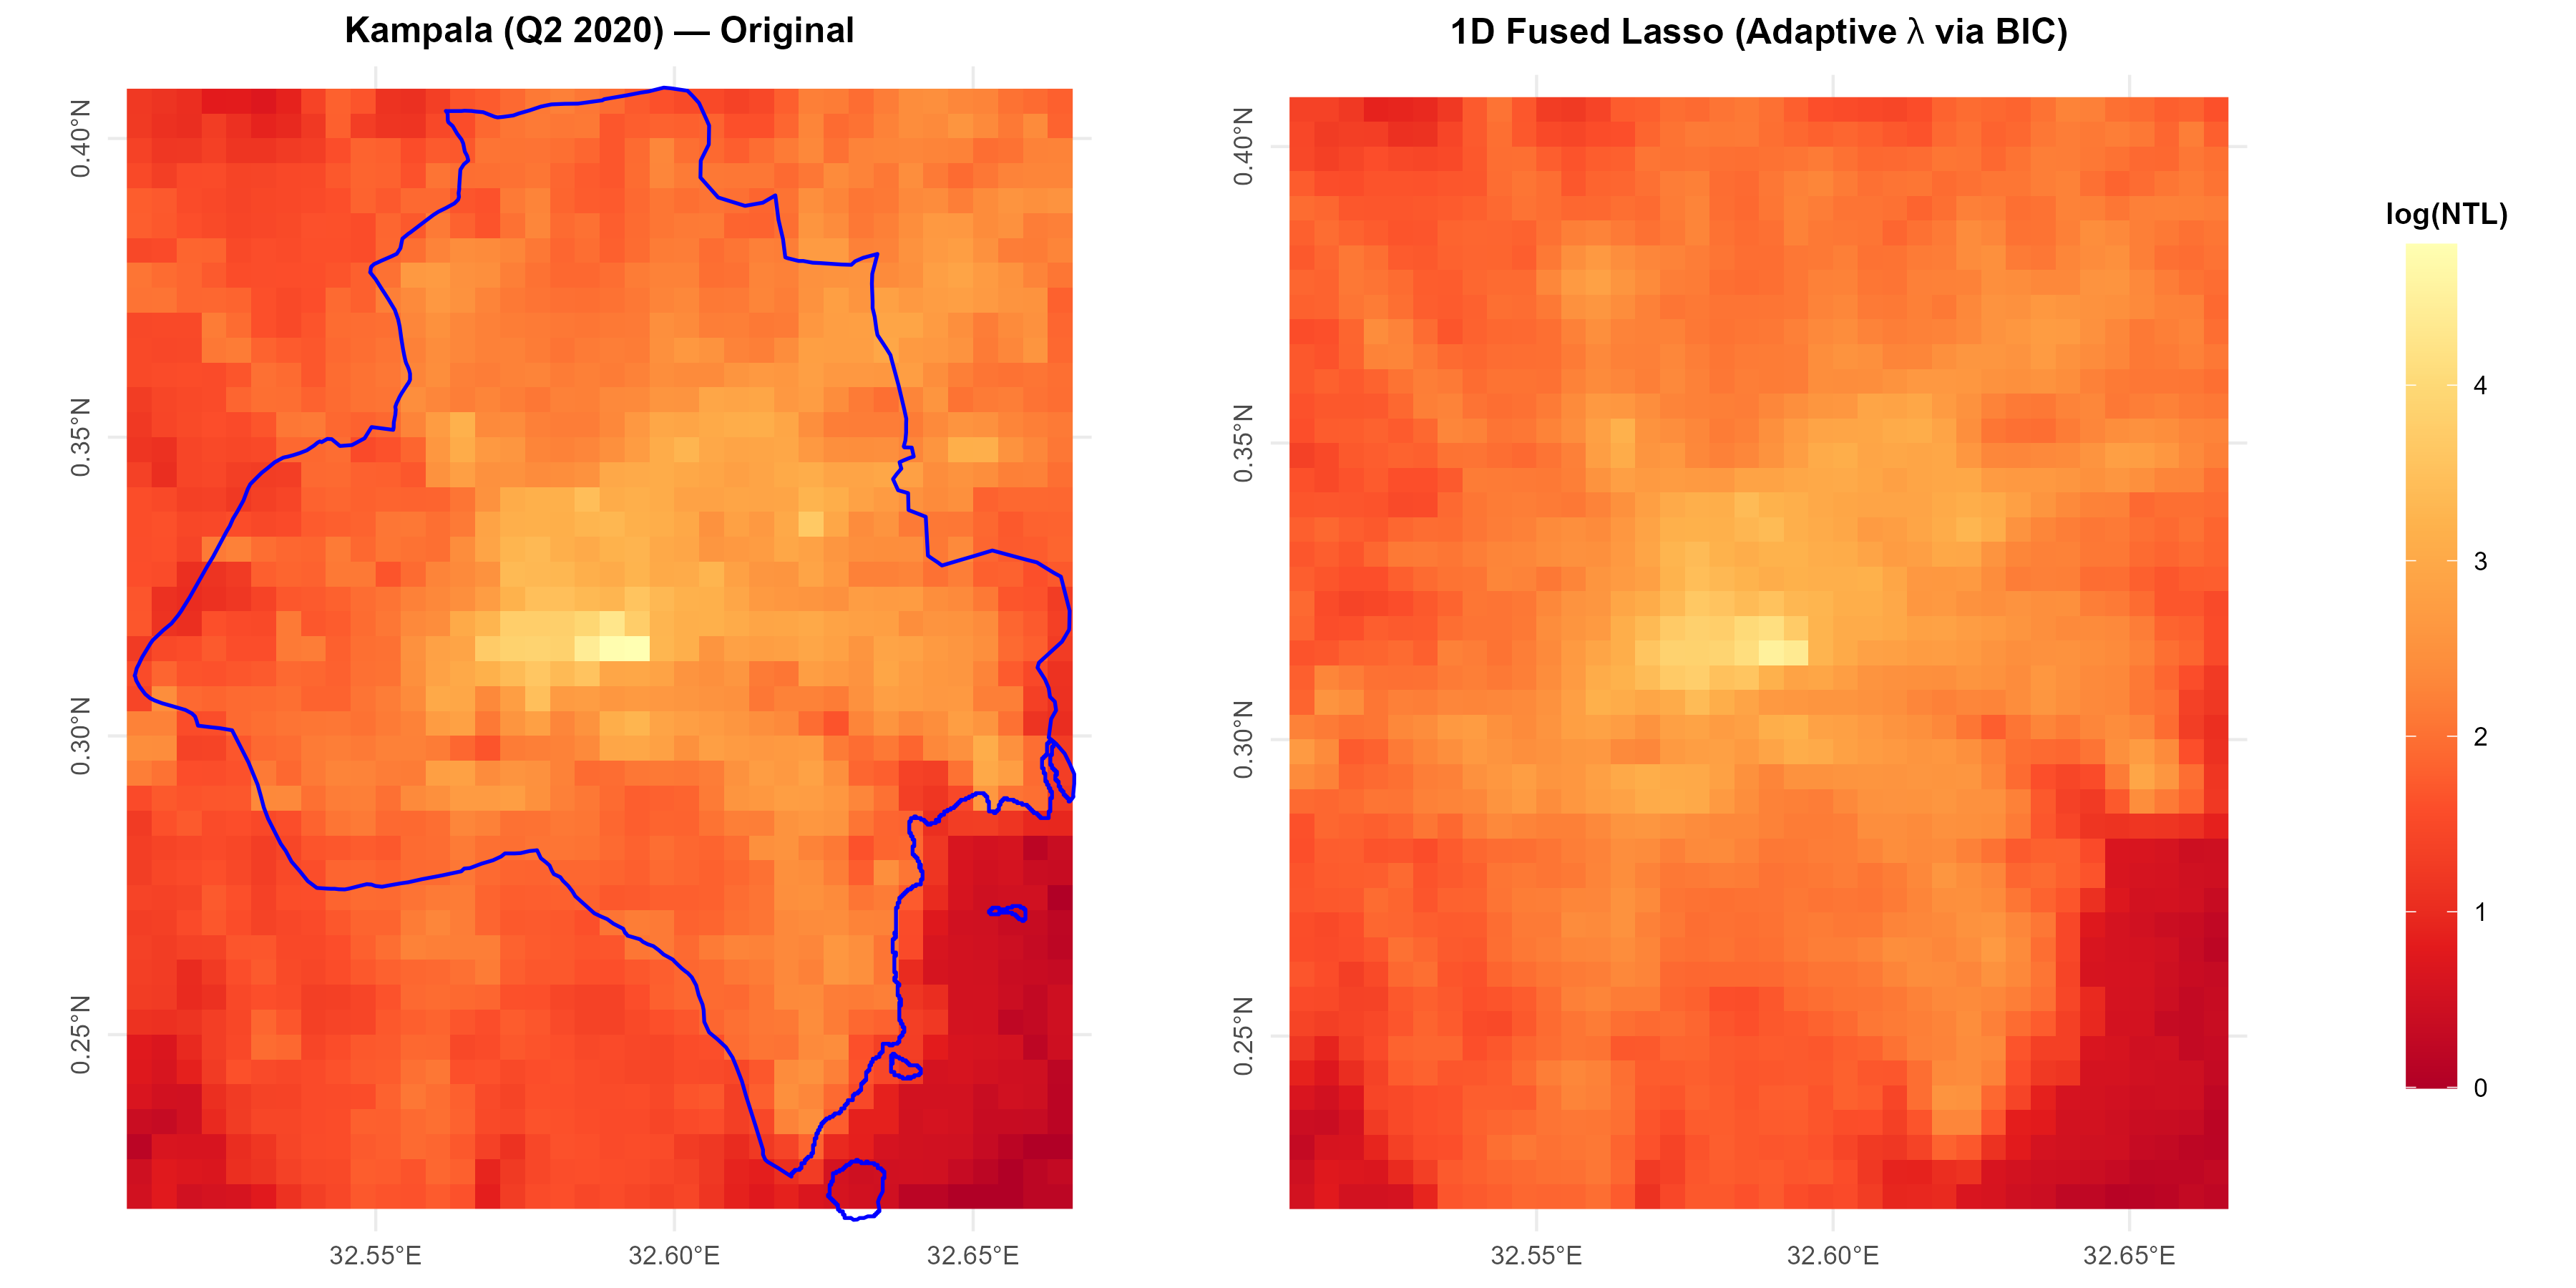 Kampala (Q2 2020) — Original
0.40°N
0.35°N
0.30°N
0.25°N
32.55°E
32.60°E
32.65°E
1D Fused Lasso (Adaptive λ via BIC)
0.40°N
0.35°N
0.30°N
0.25°N
32.55°E
32.60°E
32.65°E
log(NTL)
4
3
2
1
0